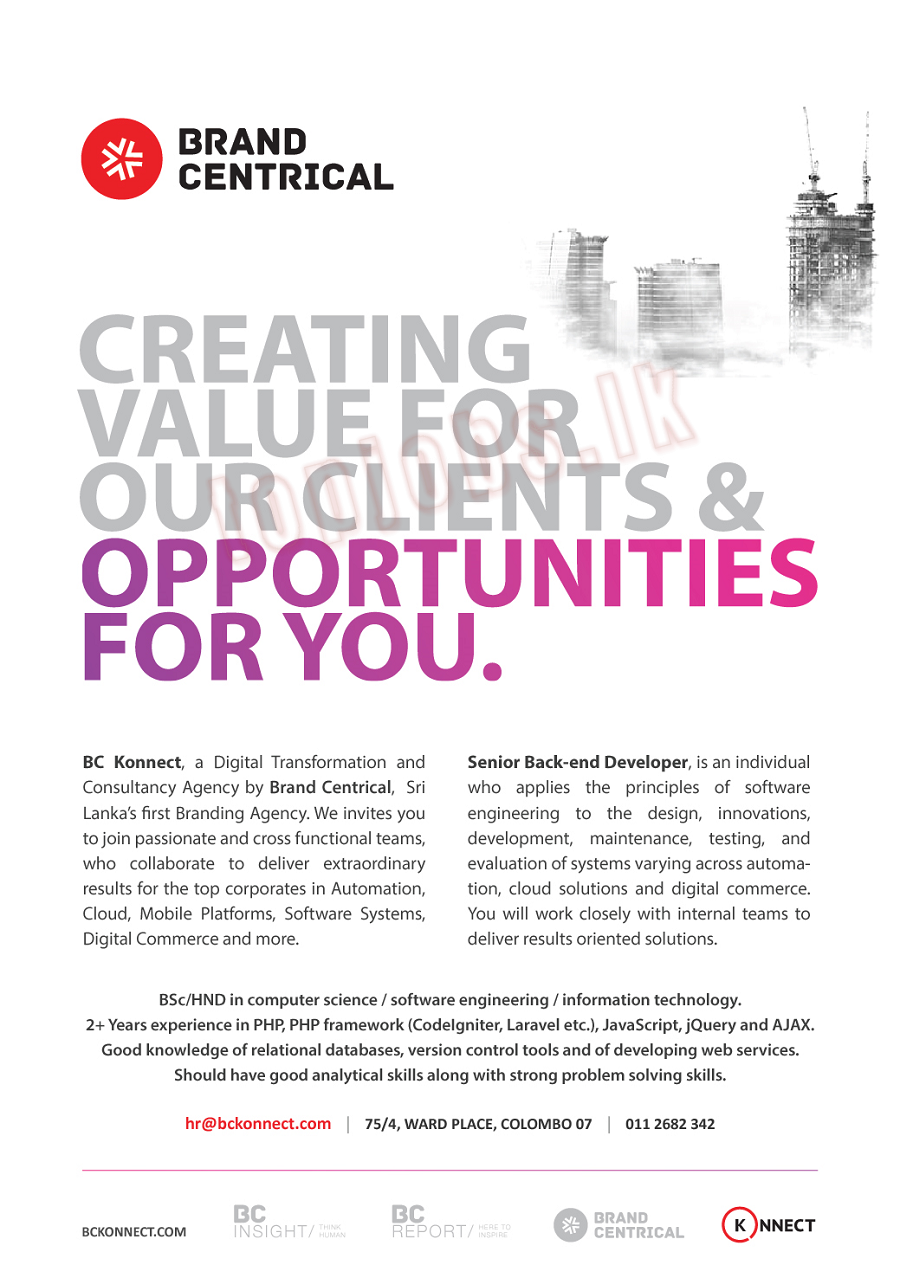 BRAND
CENTRICAL
CREATING
VALUE FOR
OUR CLIENTS &
OPPORTUNITIES
FOR YOU.
topjobs.lk
BC Konnect, a Digital Transformation and
Consultancy Agency by Brand Centrical, Sri
Lanka's first Branding Agency. We invites you
to join passionate and cross functional teams,
who collaborate to deliver extraordinary
results for the top corporates in Automation,
Cloud, Mobile Platforms, Software Systems,
Digital Commerce and more.
Senior Back-end Developer, is an individual
who applies the principles of software
engineering to the design, innovations,
development, maintenance, testing, and
evaluation of systems varying across automa-
tion, cloud solutions and digital commerce.
You will work closely with internal teams to
deliver results oriented solutions.
BSc/HND in computer science / software engineering / information technology.
2+ Years experience in PHP, PHP framework (CodeIgniter, Laravel etc.), JavaScript, jQuery and AJAX.
Good knowledge of relational databases, version control tools and of developing web services.
Should have good analytical skills along with strong problem solving skills.
hr@bckonnect.com | 75/4, WARD PLACE, COLOMBO 07 | 011 2682 342
BCKONNECT.COM
BC
INSIGHT/ THINK
HUMAN
BC
REPORT/ HERE TO
INSPIRE
BRAND
CENTRICAL
KONNECT